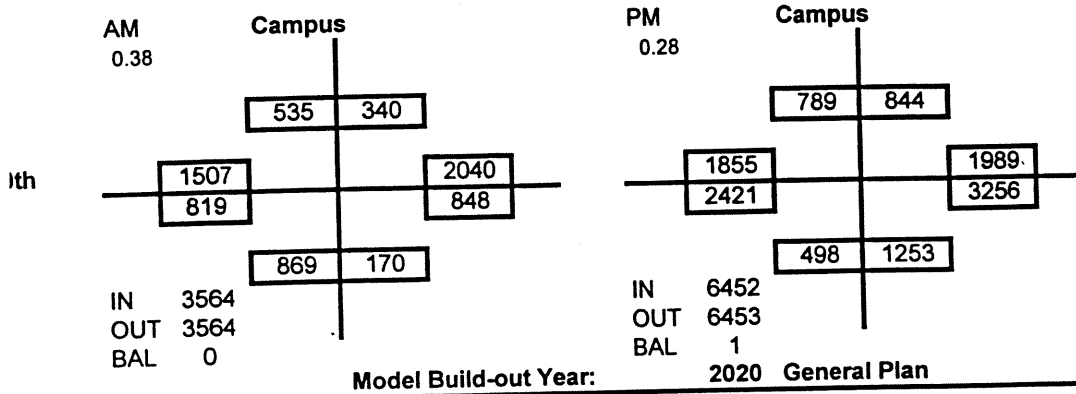 AM
Campus
0.38
535 340
th
1507 2040
819 848
869 170
IN 3564
OUT 3564
BAL 0
PM
Campus
0.28
789 844
1855 1989
2421 3256
498 1253
IN 6452
OUT 6453
BAL 1
Model Build-out Year: 2020 General Plan